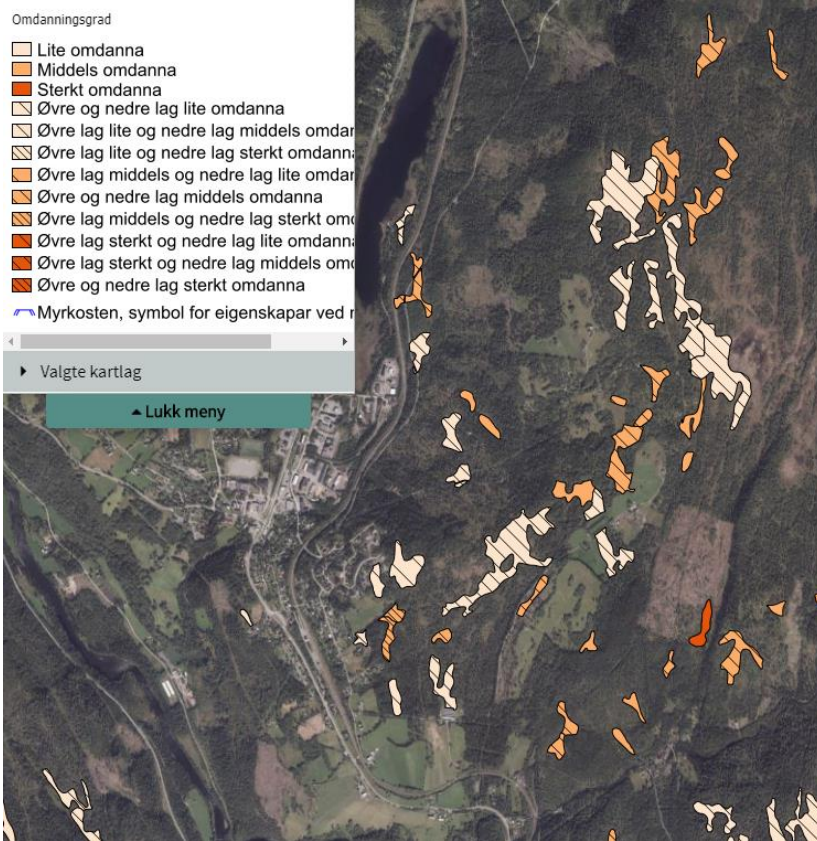 Omdanningsgrad
Lite omdanna
Middels omdanna
Sterkt omdanna
Øvre og nedre lag lite omdanna
Øvre lag lite og nedre lag middels omdar
Øvre lag lite og nedre lag sterkt omdanna
Øvre lag middels og nedre lag lite omdar
Øvre og nedre lag middels omdanna
Øvre lag middels og nedre lag sterkt omd
Øvre lag sterkt og nedre lag lite omdanna
Øvre lag sterkt og nedre lag middels omd
Øvre og nedre lag sterkt omdanna
Myrkosten, symbol for eigenskapar ved r
Valgte kartlag
Lukk meny